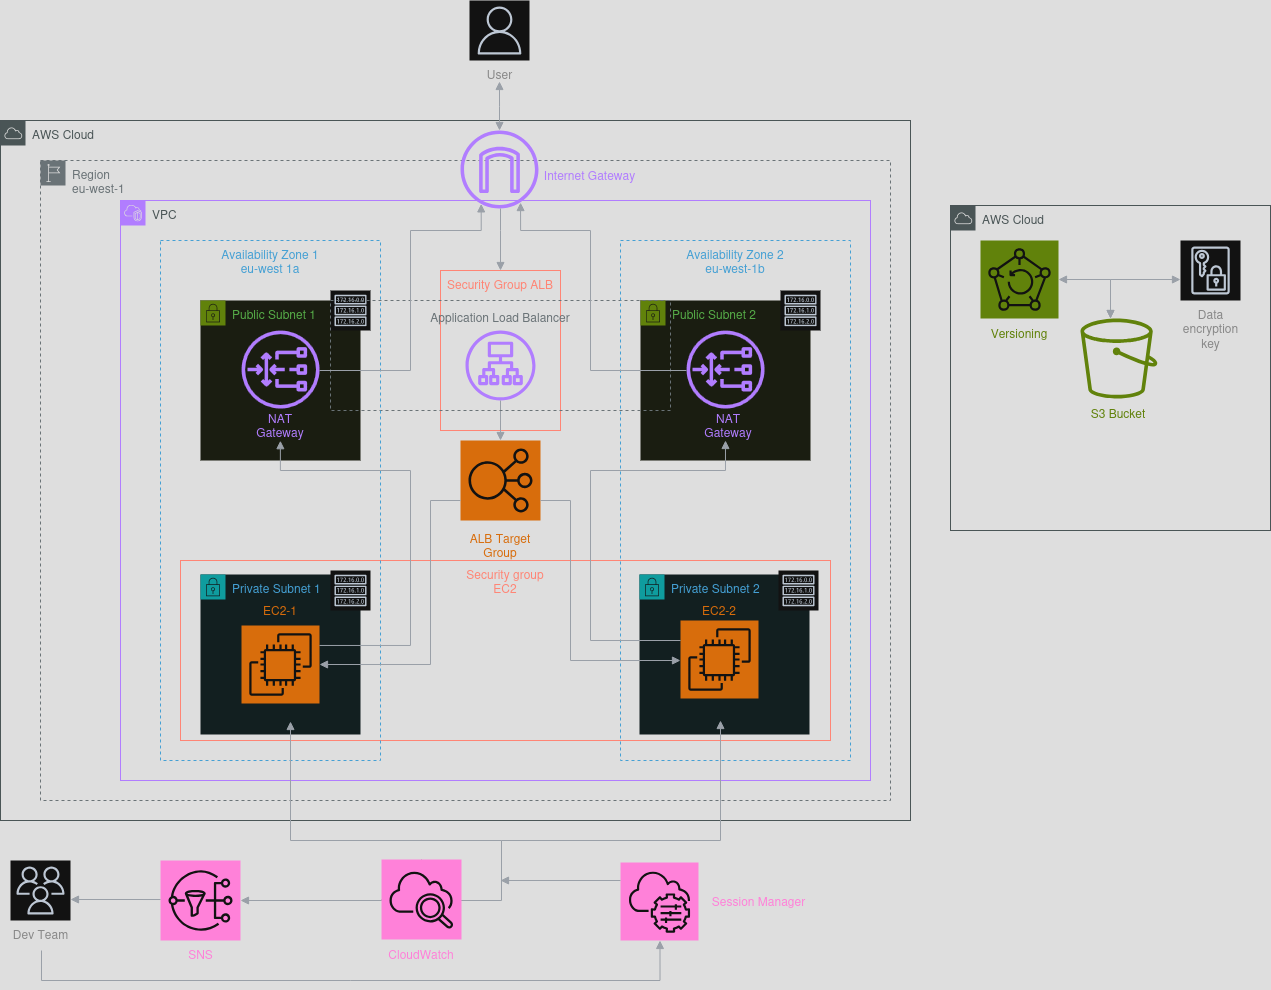 User
AWS Cloud
Region
eu-west-1
Internet Gateway
VPC
Availability Zone 1
eu-west 1a
Availability Zone 2
eu-west-1b
Security Group ALB
Public Subnet 1
172.16.0.0
172.16.1.0
172.16.2.0
Application Load Balancer
Public Subnet 2
172.16.0.0
172.16.1.0
172.16.2.0
NAT
Gateway
NAT
Gateway
ALB Target
Group
Security group
EC2
Private Subnet 1
172.16.0.0
172.16.1.0
172.16.2.0
EC2-1
Private Subnet 2
172.16.0.0
172.16.1.0
172.16.2.0
EC2-2
AWS Cloud
Versioning
Data
encryption
key
S3 Bucket
Dev Team
SNS
CloudWatch
Session Manager